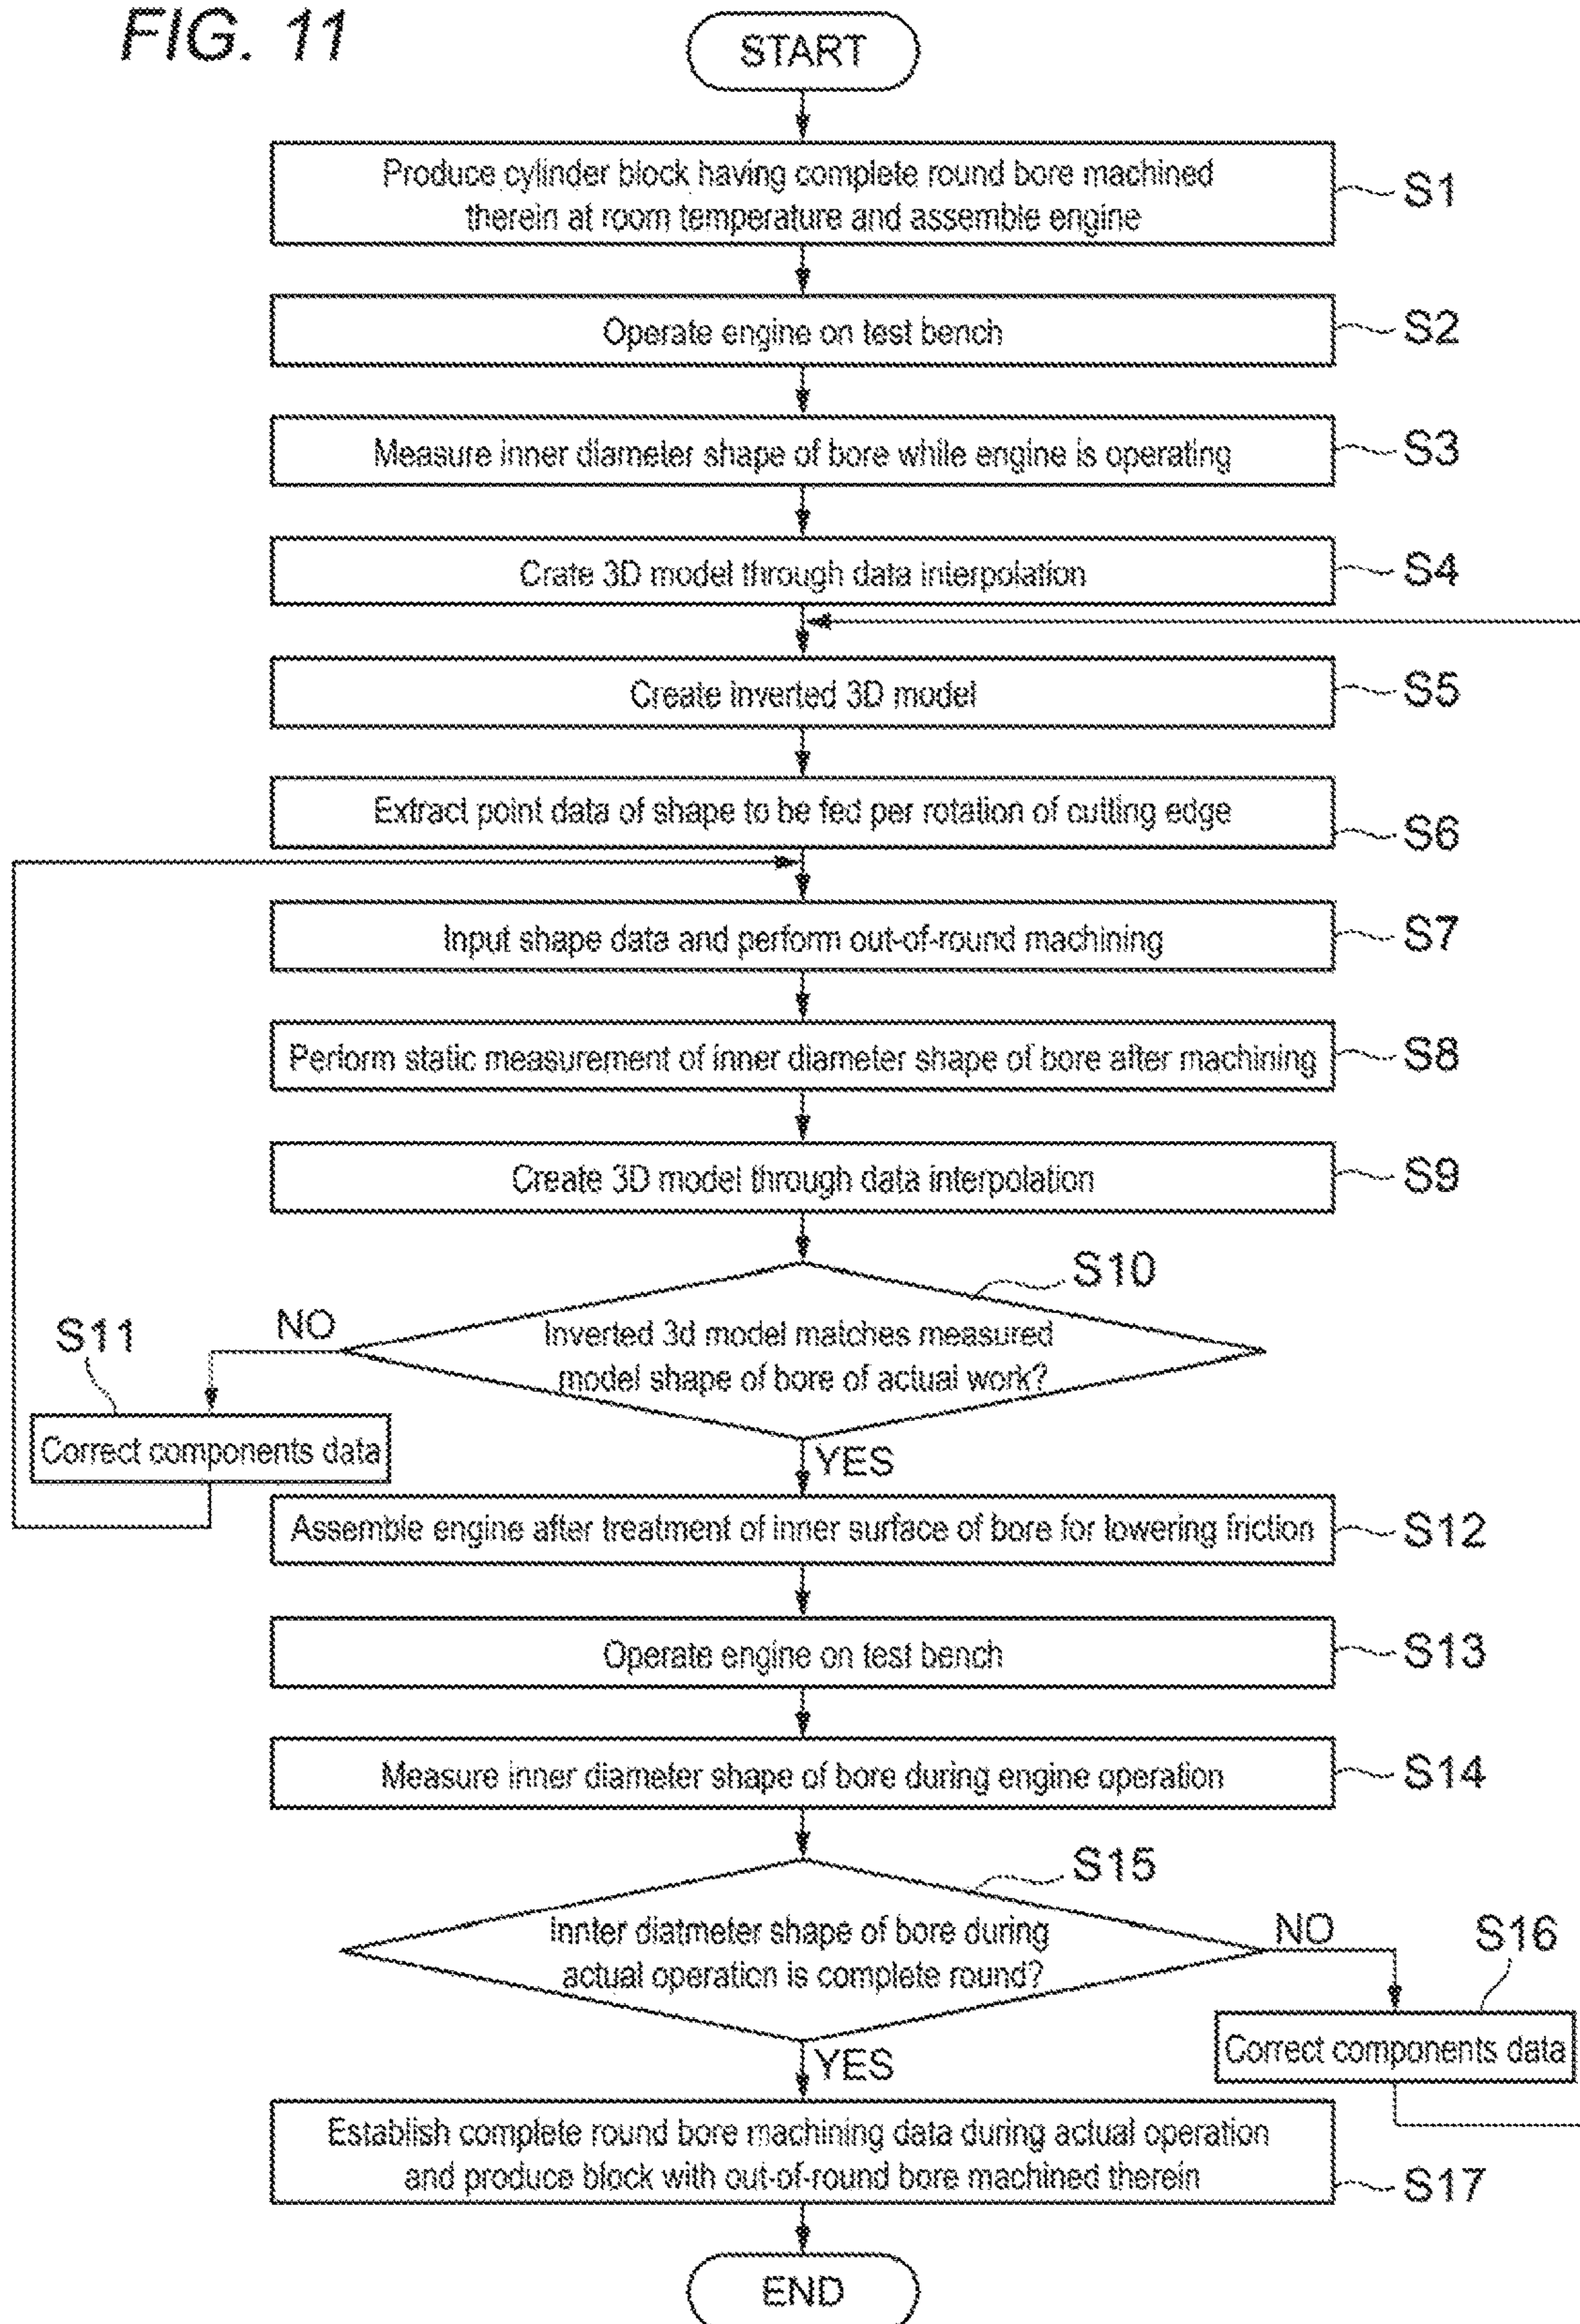 FIG. 11
START
Produce cylinder block having complete round bore machined
therein at room temperature and assemble engine
S1
Operate engine on test bench
S2
Measure inner diameter shape of bore while engine is operating
S3
Crate 3D model through data interpolation
S4
Create inverted 3D model
S5
Extract point data of shape to be fed per rotation of cutting edge
S6
Input shape data and perform out-of-round machining
S7
Perform static measurement of inner diameter shape of bore after machining
S8
Create 3D model through data interpolation
S9
S10
Inverted 3d model matches measured
model shape of bore of actual work?
NO
S11
Correct components data
YES
Assemble engine after treatment of inner surface of bore for lowering friction
S12
Operate engine on test bench
S13
Measure inner diameter shape of bore during engine operation
S14
S15
Innter diatmeter shape of bore during
actual operation is complete round?
NO
S16
Correct components data
YES
Establish complete round bore machining data during actual operation
and produce block with out-of-round bore machined therein
S17
END